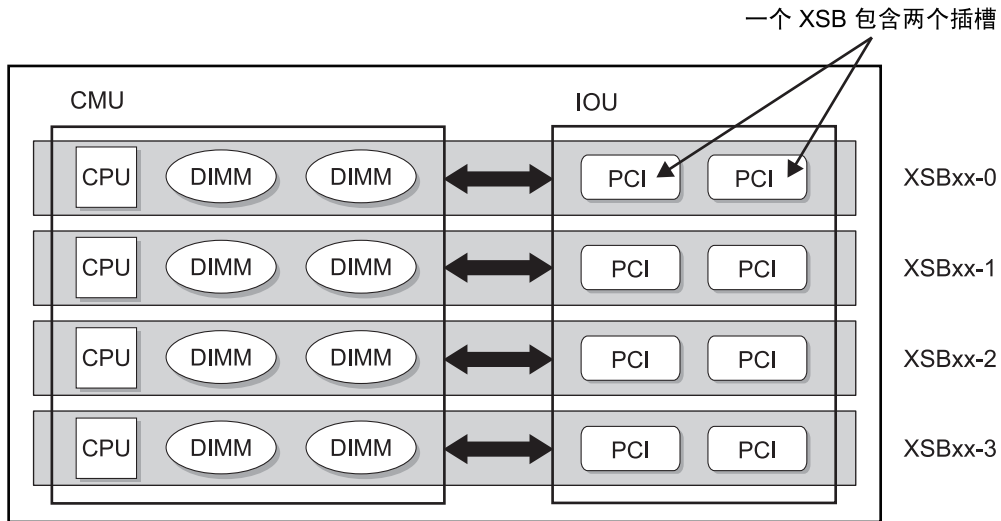 一个 XSB 包含两个插槽
CMU IOU
CPU DIMM DIMM PCI PCI XSBxx-0
CPU DIMM DIMM PCI PCI XSBxx-1
CPU DIMM DIMM PCI PCI XSBxx-2
CPU DIMM DIMM PCI PCI XSBxx-3